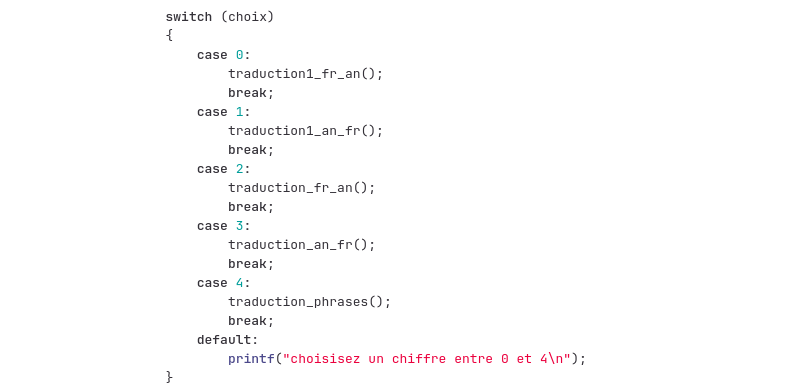 switch (choix)
{
    case 0:
        traduction1_fr_an();
        break;
    case 1:
        traduction1_an_fr();
        break;
    case 2:
        traduction_fr_an();
        break;
    case 3:
        traduction_an_fr();
        break;
    case 4:
        traduction_phrases();
        break;
    default:
        printf("choisisez un chiffre entre 0 et 4\n");
}